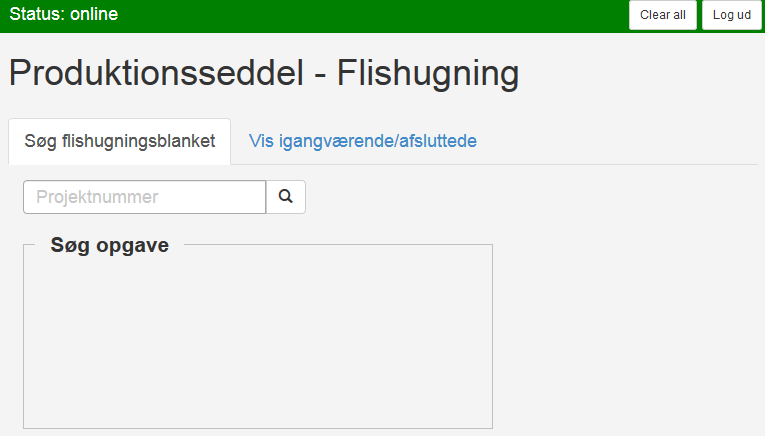 Status: online
Clear all
Log ud
Produktionsseddel - Flishugning
Søg flishugningsblanket
Vis igangværende/afsluttede
Projektnummer
Søg opgave